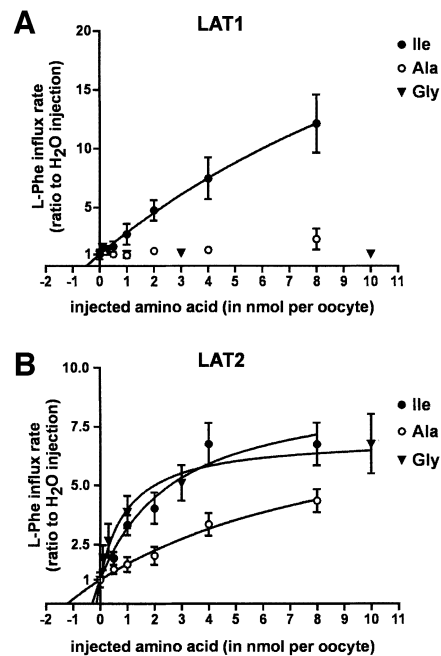 A
LAT1
L-Phe influx rate
(ratio to H2O injection)
20
15
10
5
1
-2 -1 0 1 2 3 4 5 6 7 8 9 10 11
injected amino acid (in nmol per oocyte)
Ile
Ala
Gly
B
LAT2
L-Phe influx rate
(ratio to H2O injection)
10.0
7.5
5.0
2.5
1
-2 -1 0 1 2 3 4 5 6 7 8 9 10 11
injected amino acid (in nmol per oocyte)
Ile
Ala
Gly